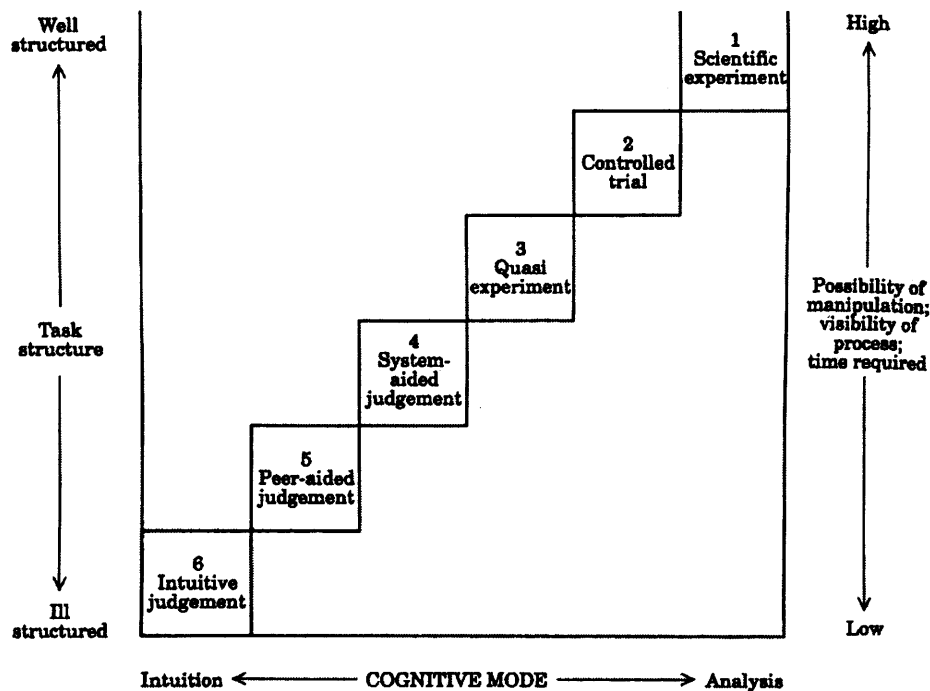 Well
structured
Task
structure
Ill
structured
1
Scientific
experiment
2
Controlled
trial
3
Quasi
experiment
4
System-
aided
judgement
5
Peer-aided
judgement
6
Intuitive
judgement
High
Possibility of
manipulation;
visibility of
process;
time required
Low
Intuition COGNITIVE MODE Analysis